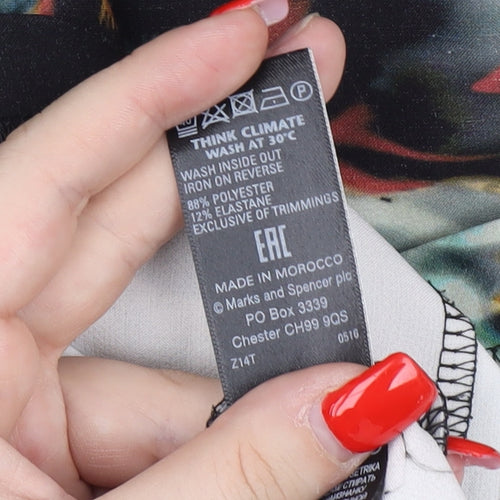 THINK CLIMATE
WASH AT 30°C
WASH INSIDE OUT
IRON ON REVERSE
88% POLYESTER
12% ELASTANE
EXCLUSIVE OF TRIMMINGS
EAC
MADE IN MOROCCO
© Marks and Spencer plc
PO Box 3339
Chester CH99 9QS
Z14T 0516